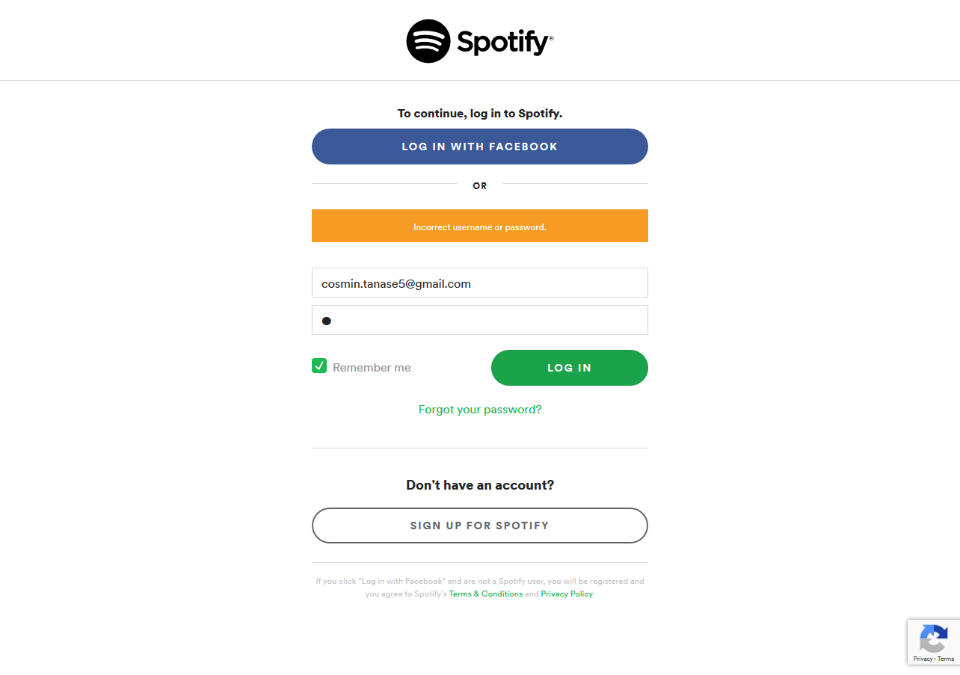 Spotify®
To continue, log in to Spotify.
LOG IN WITH FACEBOOK
OR
Incorrect username or password.
cosmin.tanase5@gmail.com
●
Remember me
LOG IN
Forgot your password?
Don't have an account?
SIGN UP FOR SPOTIFY
If you click "Log in with Facebook" and are not a Spotify user, you will be registered and
you agree to Spotify's Terms & Conditions and Privacy Policy.
Privacy - Terms